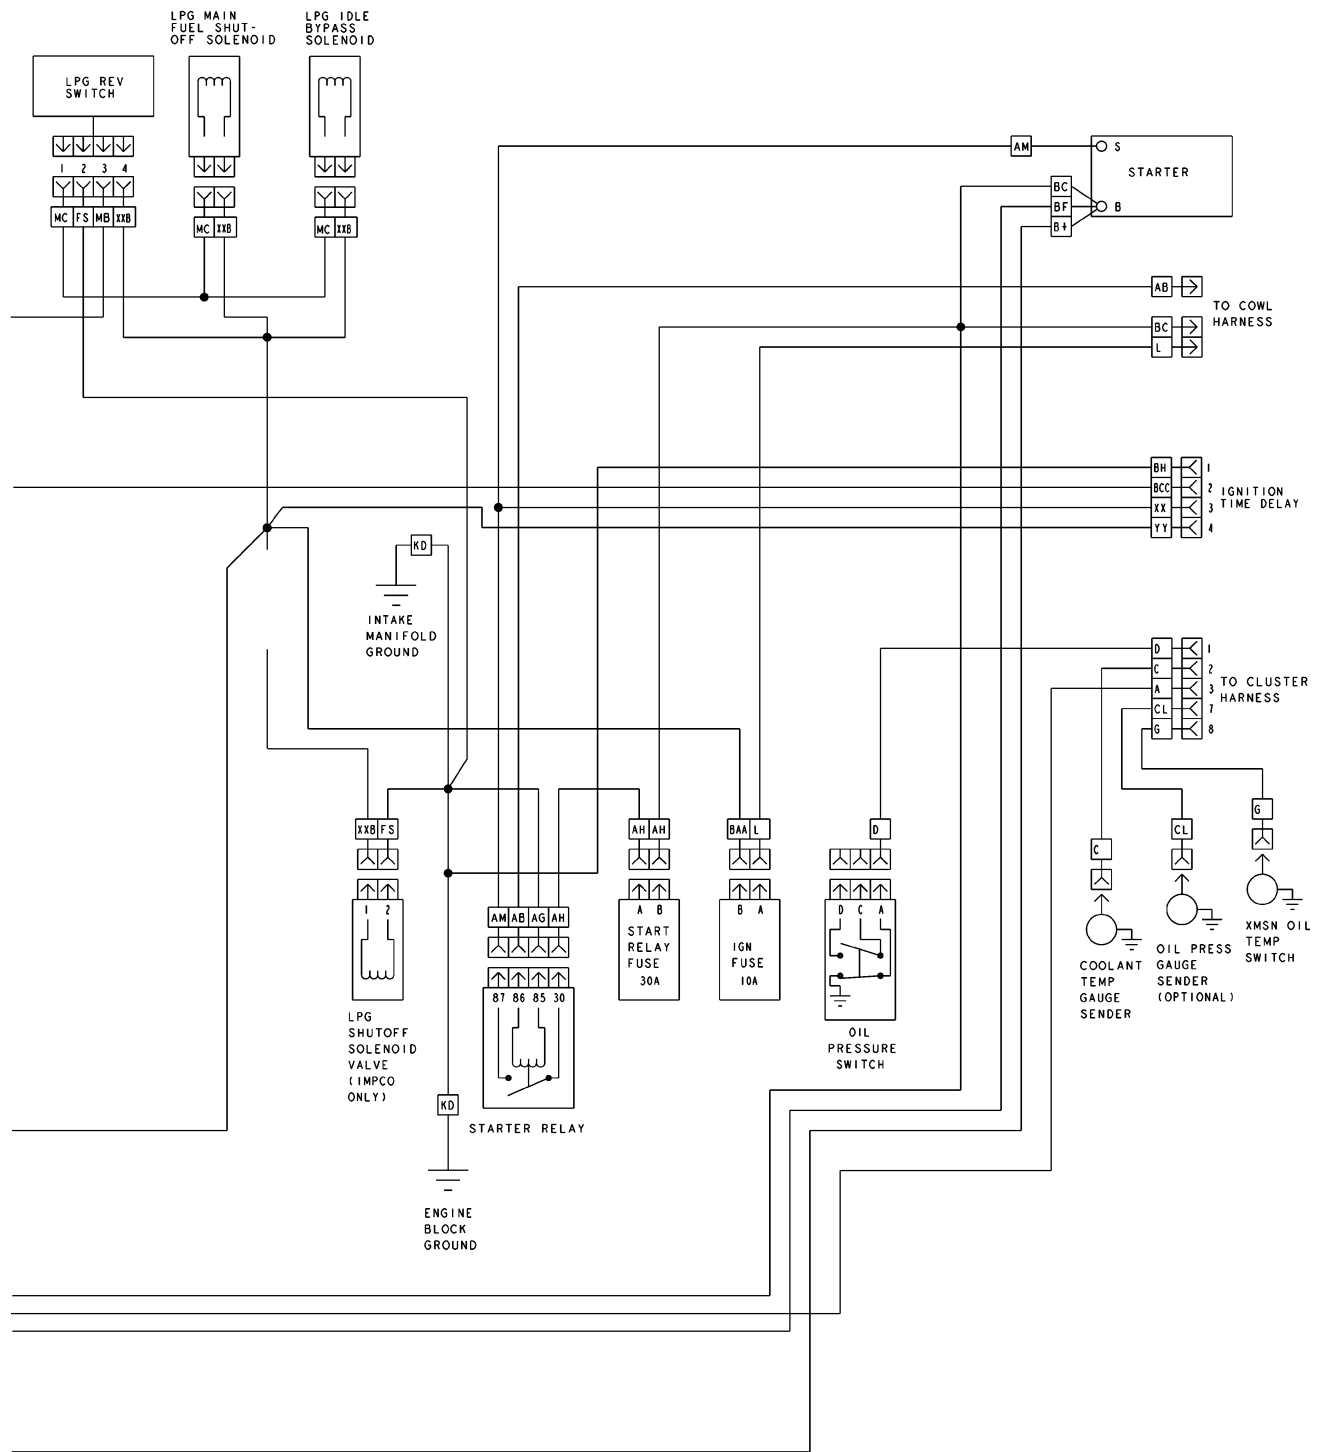 LPG MAIN
FUEL SHUT-
OFF SOLENOID
LPG IDLE
BYPASS
SOLENOID
LPG REV
SWITCH
1 2 3 4
MC FS MB XXB
MC XXB
MC XXB
AM
S
STARTER
BC
BF
B+
B
AB
TO COWL
HARNESS
BC
L
BH 1
BCC 2
XX 3
YY 4
IGNITION
TIME DELAY
KD
INTAKE
MANIFOLD
GROUND
D 1
C 2
A 3
CL 7
G 8
TO CLUSTER
HARNESS
XXB FS
1 2
LPG
SHUTOFF
SOLENOID
VALVE
(IMPCO
ONLY)
AM AB AG AH
87 86 85 30
STARTER RELAY
AH AH
A B
START
RELAY
FUSE
30A
BAA L
B A
IGN
FUSE
10A
D
D C A
OIL
PRESSURE
SWITCH
C
COOLANT
TEMP
GAUGE
SENDER
CL
OIL PRESS
GAUGE
SENDER
(OPTIONAL)
G
XMSN OIL
TEMP
SWITCH
KD
ENGINE
BLOCK
GROUND